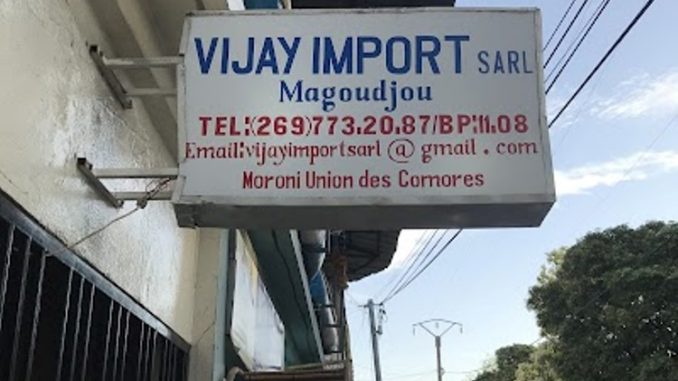 VIJAY IMPORT SARL
Magoudjou
TEL:(269)773.20.87/BP:11.08
Email:vijayimportsarl@gmail.com
Moroni Union des Comores